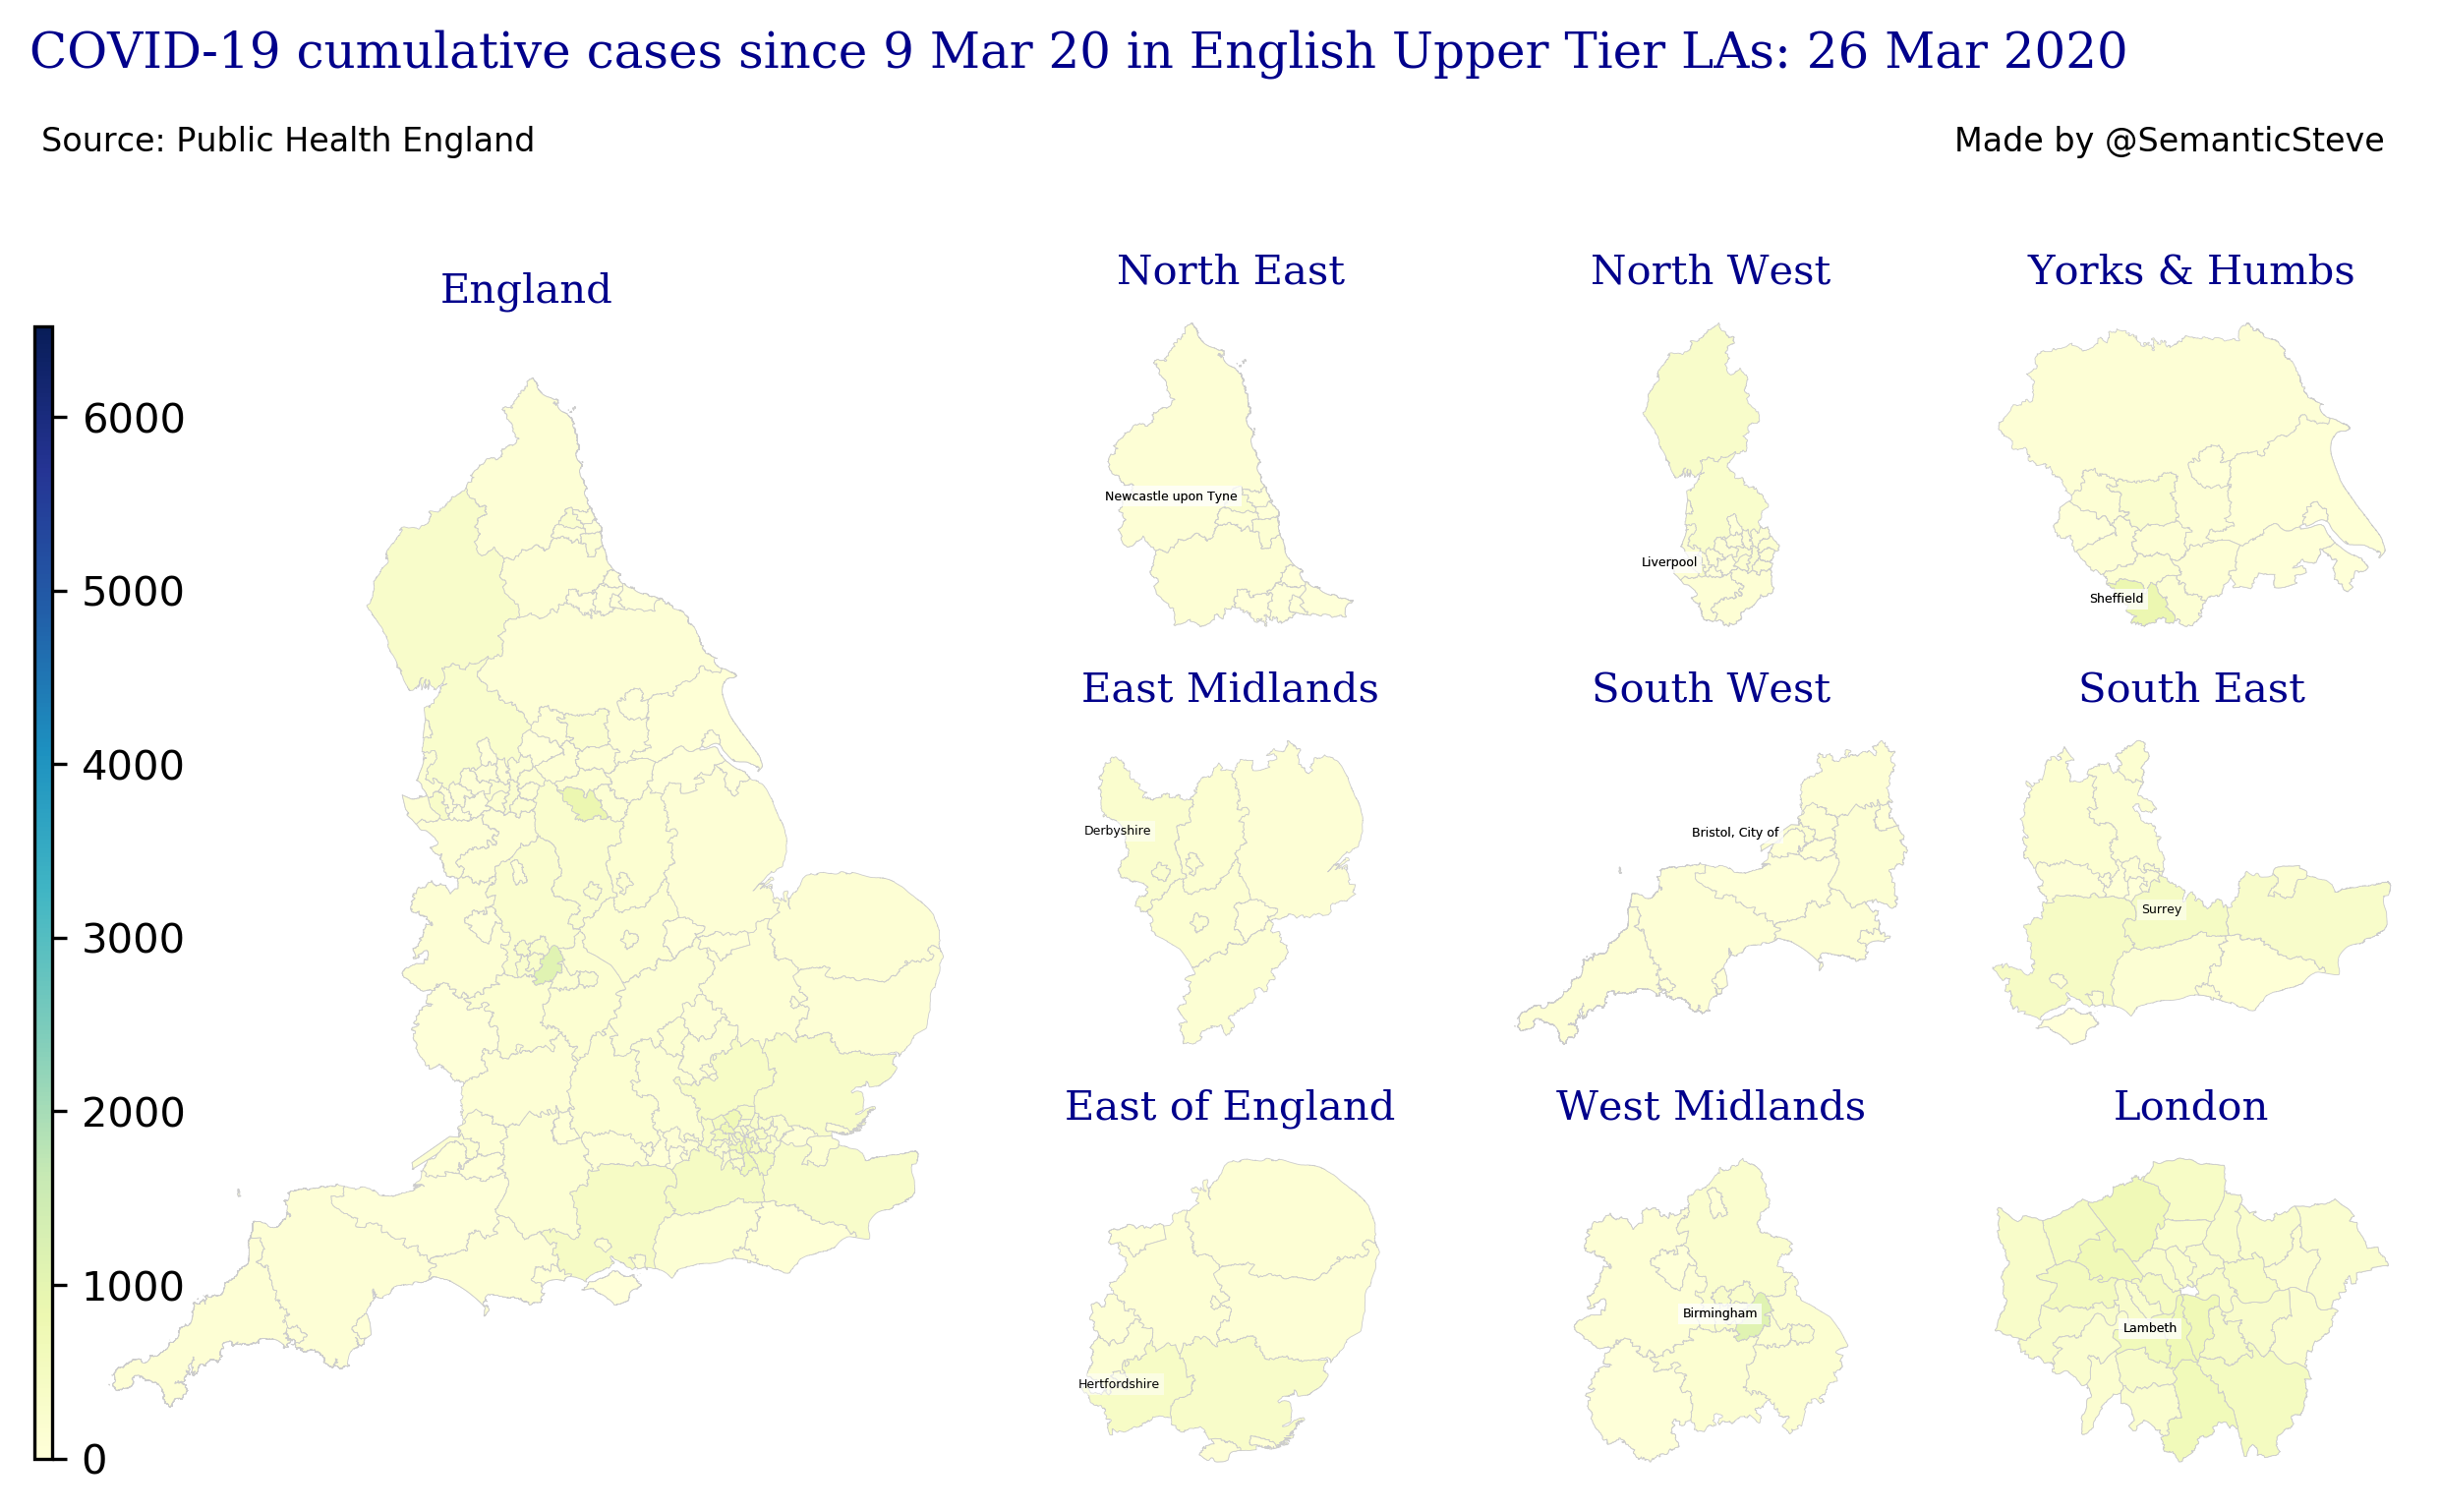 COVID-19 cumulative cases since 9 Mar 20 in English Upper Tier LAs: 26 Mar 2020
Source: Public Health England
Made by @SemanticSteve
England
6000
5000
4000
3000
2000
1000
0
North East
Newcastle upon Tyne
North West
Liverpool
Yorks & Humbs
Sheffield
East Midlands
Derbyshire
South West
Bristol, City of
South East
Surrey
East of England
Hertfordshire
West Midlands
Birmingham
London
Lambeth